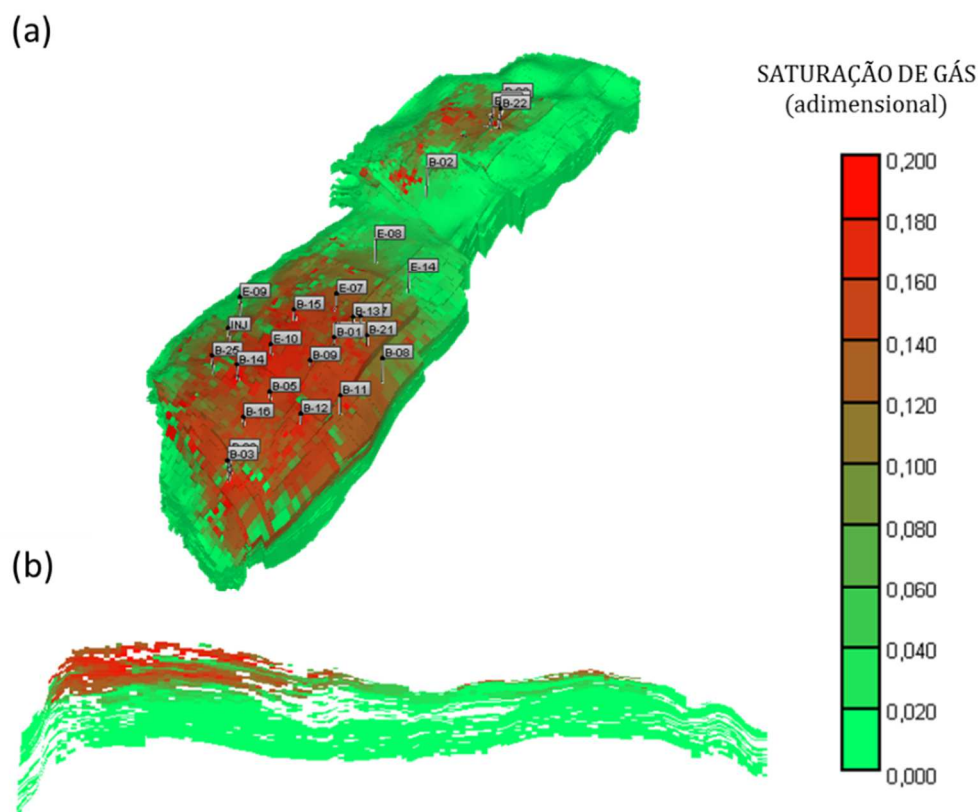 (a)
SATURAÇÃO DE GÁS
(adimensional)
B-22
B-02
E-08
E-14
E-09
E-07
B-15
B-137
INJ
B-01
B-21
E-10
B-25
B-14
B-09
B-08
B-05
B-11
B-16
B-12
B-03
0,200
0,180
0,160
0,140
0,120
0,100
0,080
0,060
0,040
0,020
0,000
(b)